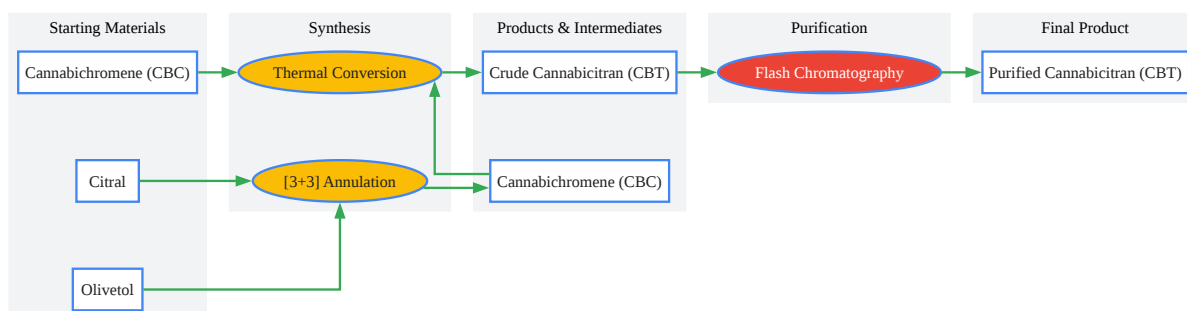 Starting Materials
Synthesis
Products & Intermediates
Purification
Final Product
Cannabichromene (CBC)
Thermal Conversion
Crude Cannabicitran (CBT)
Flash Chromatography
Purified Cannabicitran (CBT)
Citral
[3+3] Annulation
Cannabichromene (CBC)
Olivetol